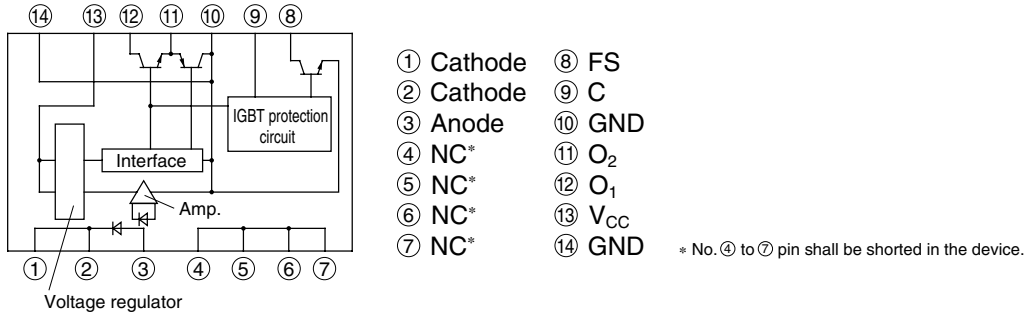 ⑭ ⑬ ⑫ ⑪ ⑩ ⑨ ⑧
IGBT protection
circuit
Interface
Amp.
① ② ③ ④ ⑤ ⑥ ⑦
Voltage regulator
① Cathode ⑧ FS
② Cathode ⑨ C
③ Anode ⑩ GND
④ NC* ⑪ O₂
⑤ NC* ⑫ O₁
⑥ NC* ⑬ V_CC
⑦ NC* ⑭ GND
* No. ④ to ⑦ pin shall be shorted in the device.